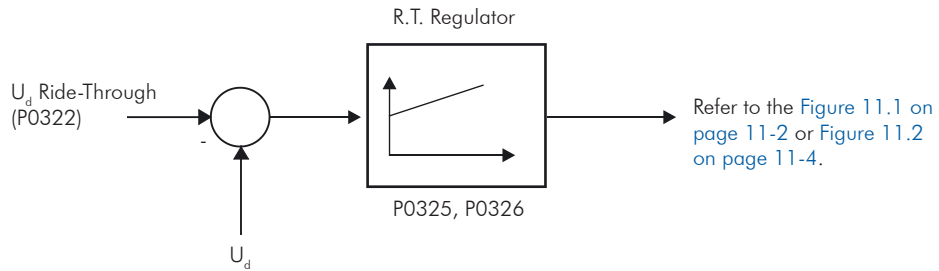 R.T. Regulator
Ud Ride-Through
(P0322)
-
Ud
P0325, P0326
Refer to the Figure 11.1 on
page 11-2 or Figure 11.2
on page 11-4.